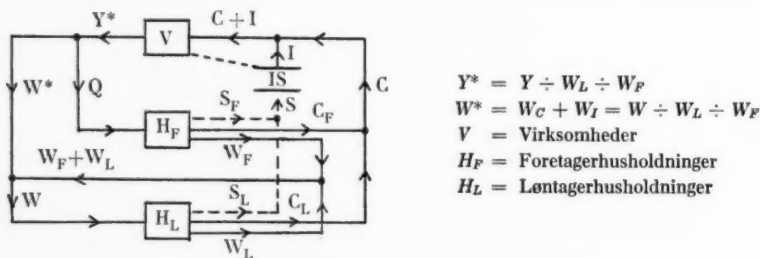 Y* V C + I
I
W* Q IS C
S_F S C_F
H_F W_F
W_F + W_L
W S_L C_L
H_L W_L
Y* = Y ÷ W_L ÷ W_F
W* = W_C + W_I = W ÷ W_L ÷ W_F
V = Virksomheder
H_F = Foretagerhusholdninger
H_L = Løntagerhusholdninger